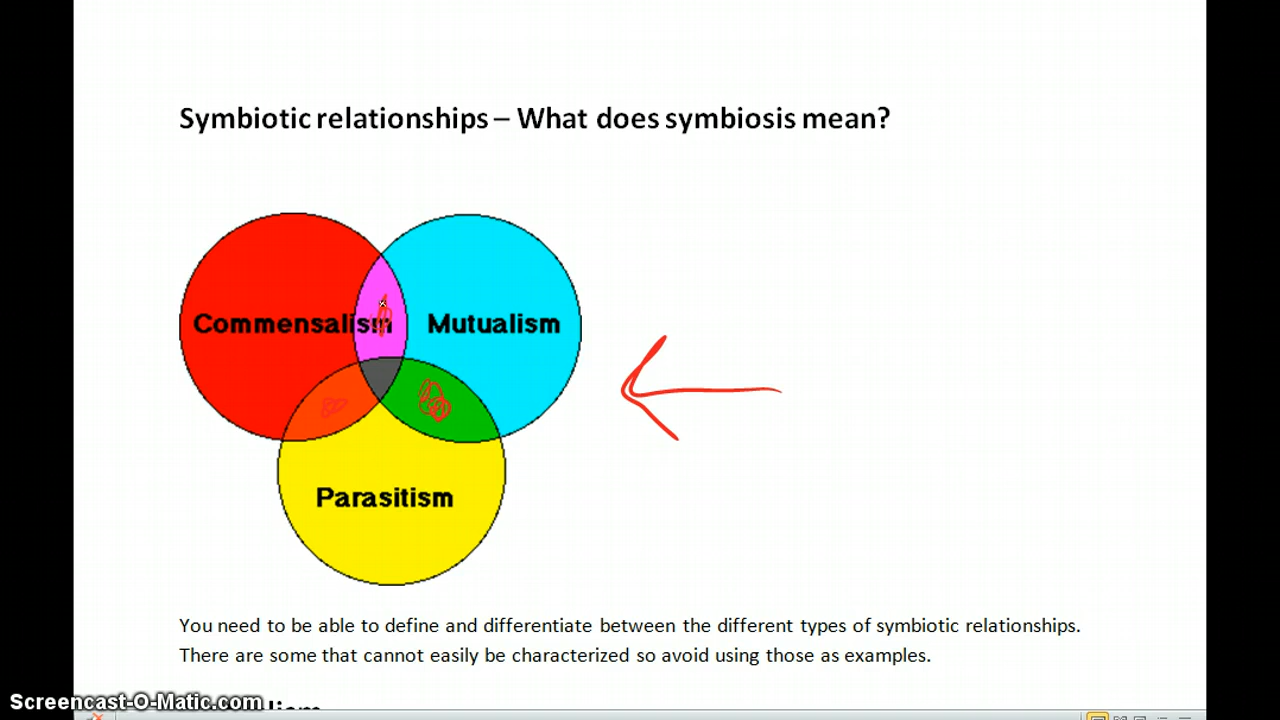 Symbiotic relationships – What does symbiosis mean?
Commensalism Mutualism
Parasitism
You need to be able to define and differentiate between the different types of symbiotic relationships.
There are some that cannot easily be characterized so avoid using those as examples.
Screencast-O-Matic.com